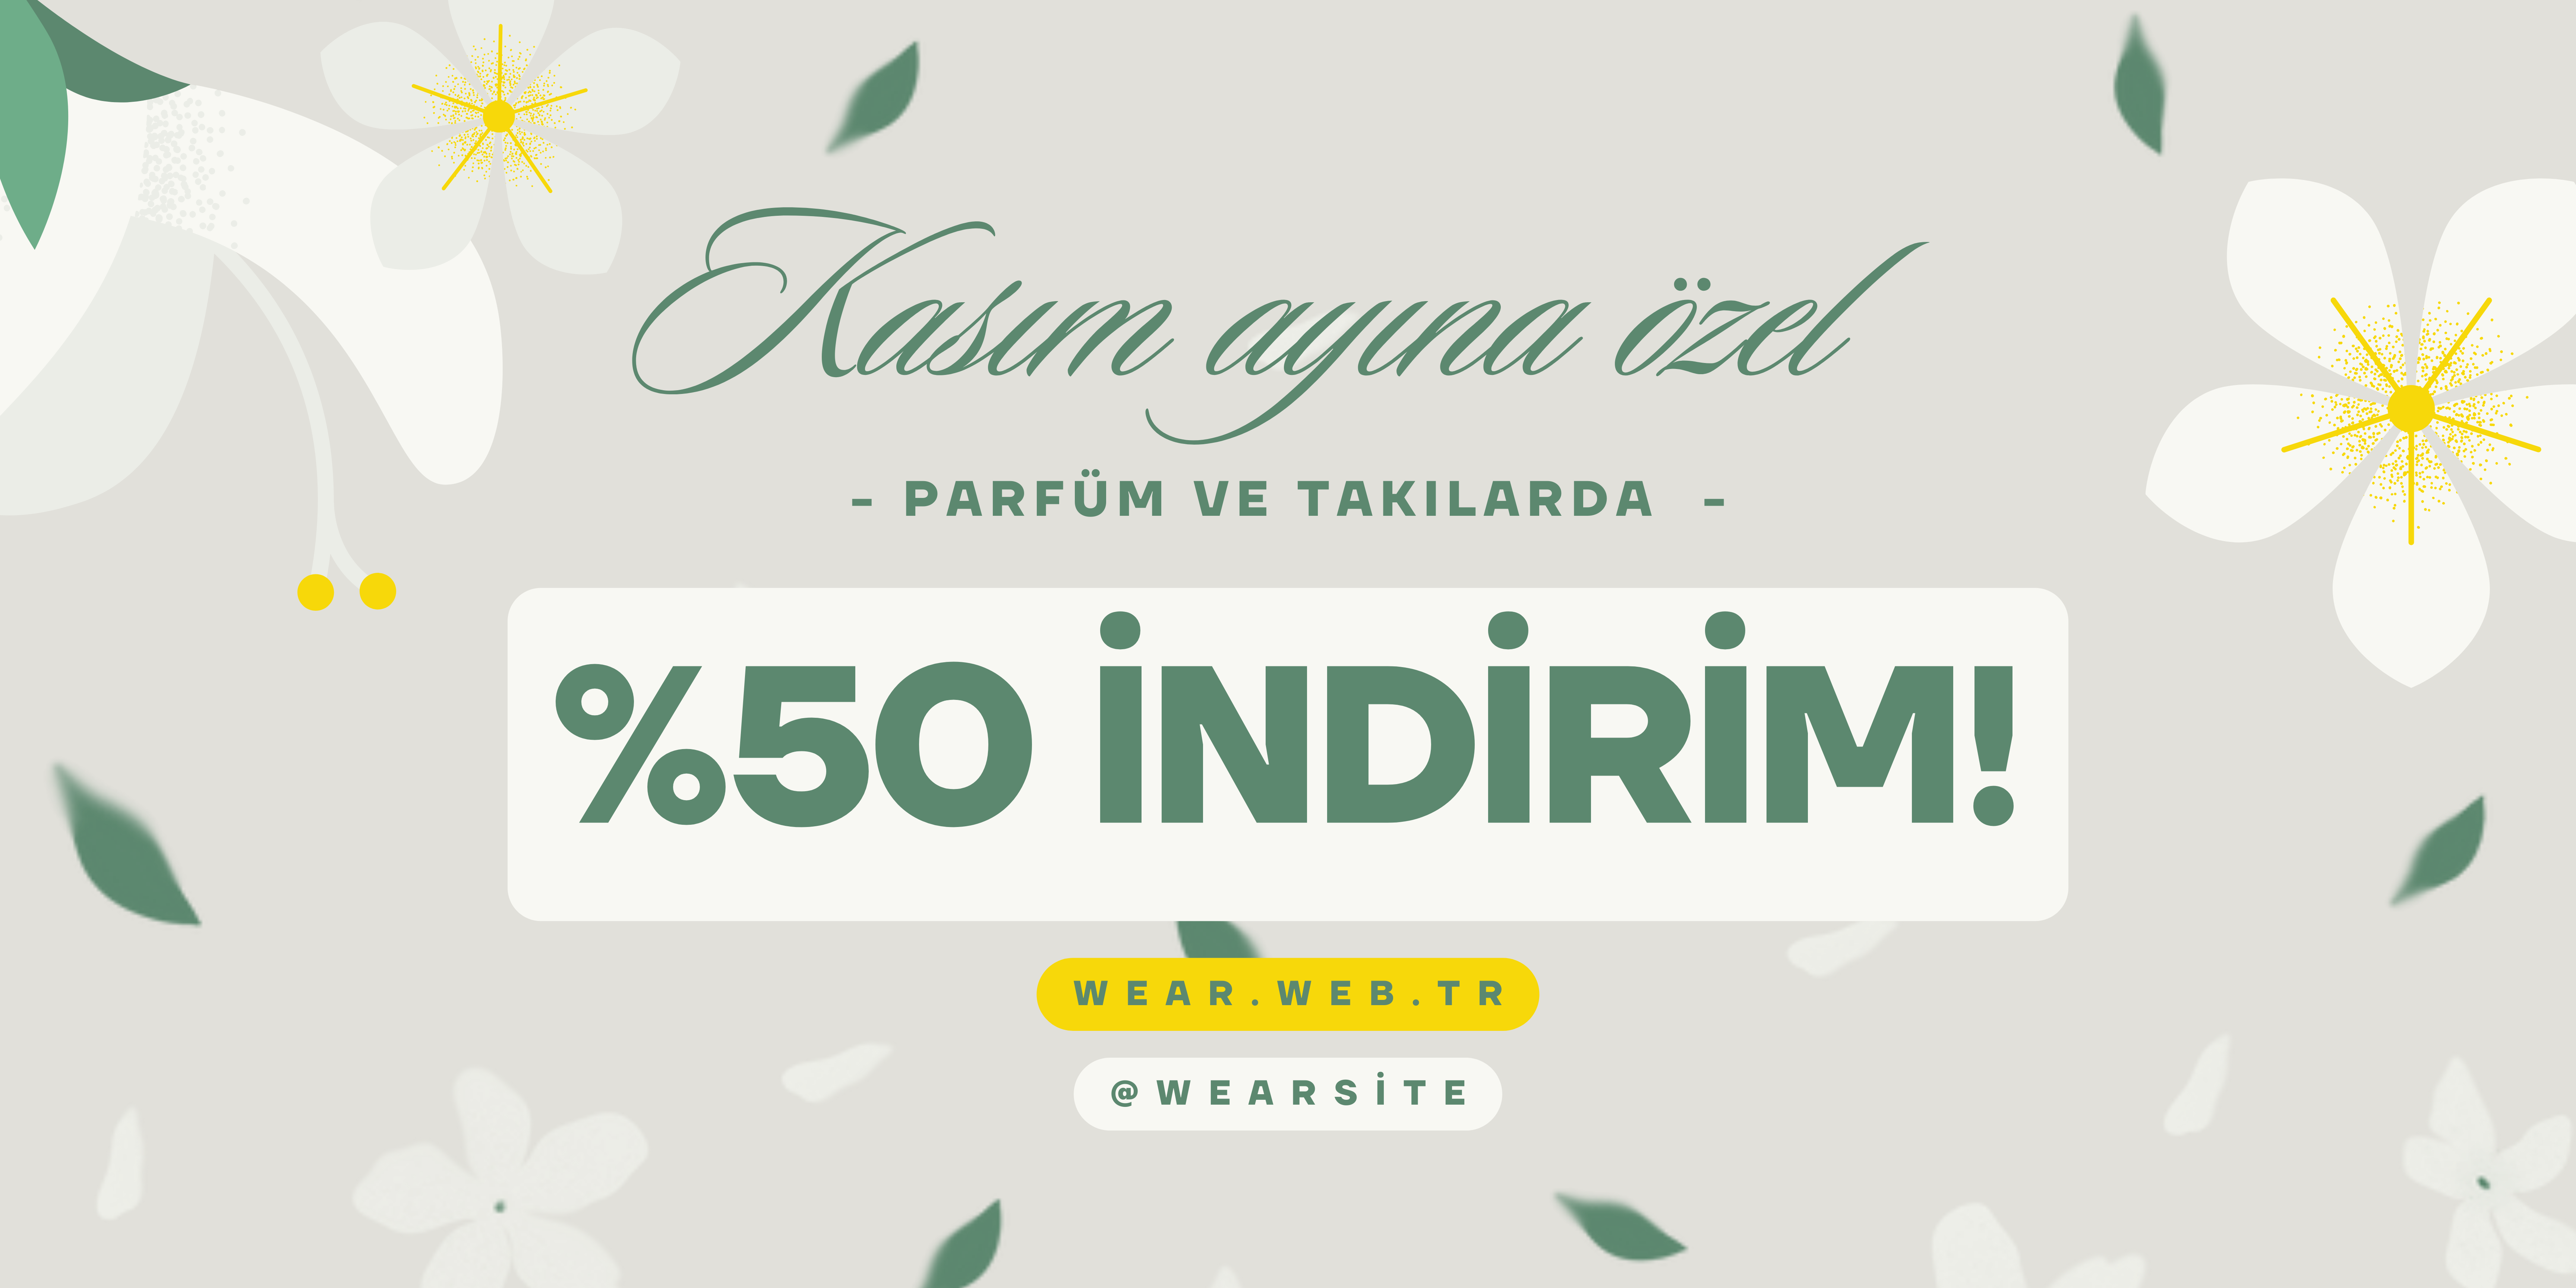 Kasım ayına özel
- PARFÜM VE TAKILARDA -
%50 İNDİRİM!
WEAR.WEB.TR
@WEARSİTE